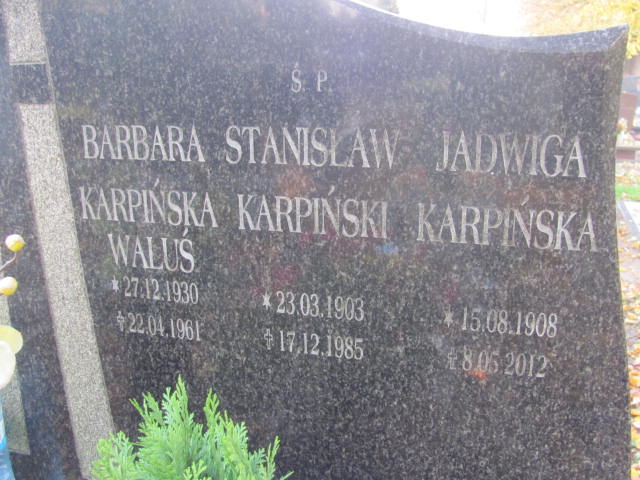 Ś. P.
BARBARA
KARPIŃSKA
WALUŚ
*27.12.1930
✝22.04.1961
STANISŁAW
KARPIŃSKI
*23.03.1903
✝17.12.1985
JADWIGA
KARPIŃSKA
*15.08.1908
✝8.05.2012